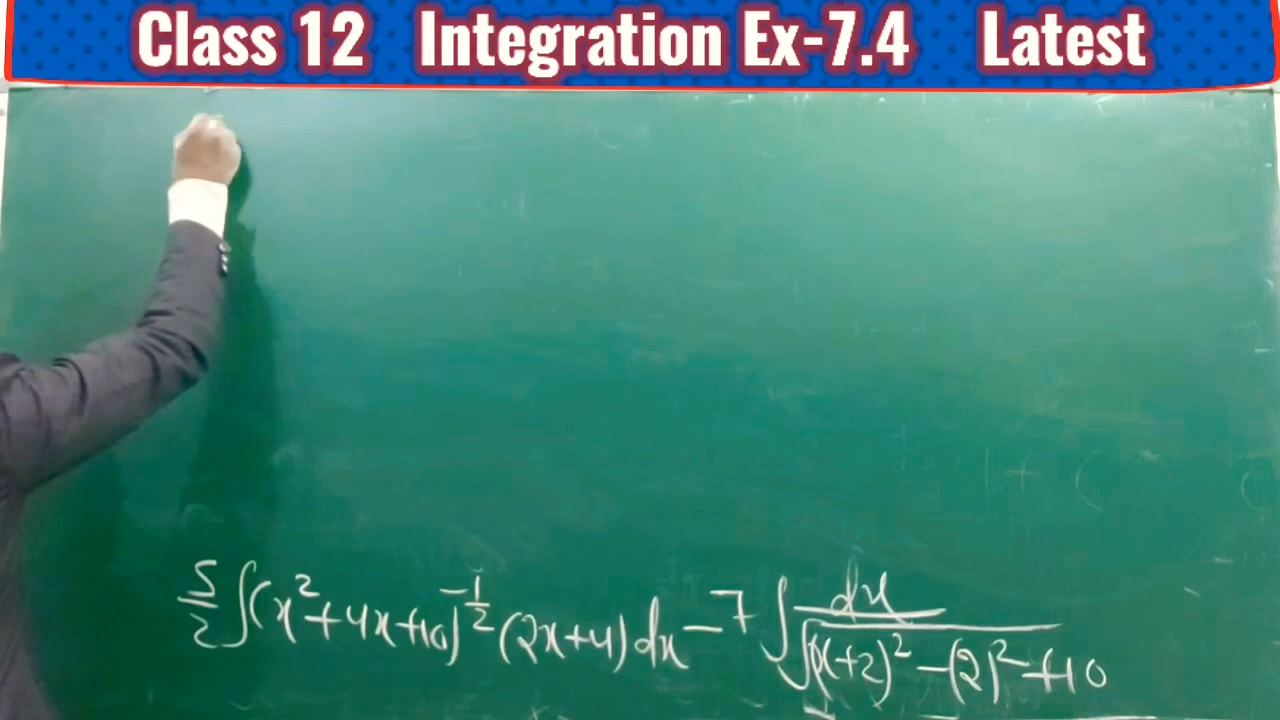 Class 12 Integration Ex-7.4 Latest
1 + C
5/2 ∫(x²+4x+10)^-1/2 (2x+4) dx - 7 ∫ dx/√(x+2)² - (2)² + 10